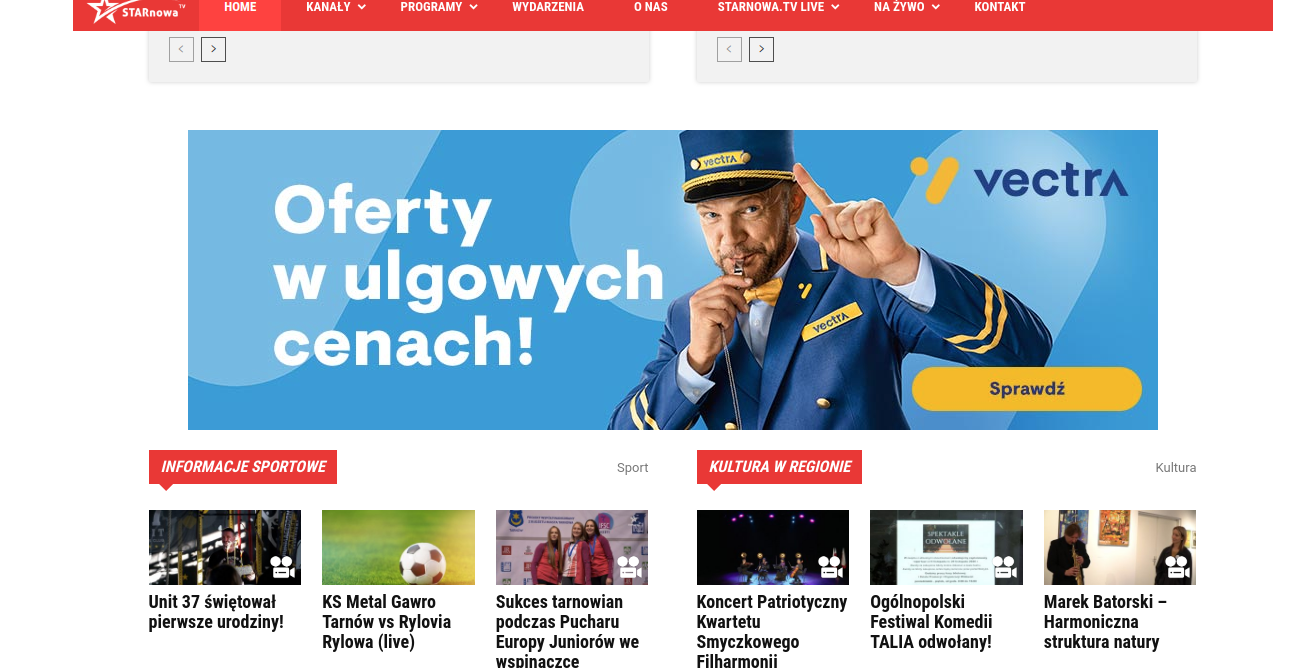 STARnowa TV
HOME
KANAŁY
PROGRAMY
WYDARZENIA
O NAS
STARNOWA.TV LIVE
NA ŻYWO
KONTAKT
Oferty
w ulgowych
cenach!
vectra
vectra
vectra
Sprawdź
INFORMACJE SPORTOWE
Sport
Unit 37 świętował
pierwsze urodziny!
KS Metal Gawro
Tarnów vs Rylovia
Rylowa (live)
Sukces tarnowian
podczas Pucharu
Europy Juniorów we
wspinaczce
KULTURA W REGIONIE
Kultura
SPEKTAKLE
ODWOŁANE
Koncert Patriotyczny
Kwartetu
Smyczkowego
Filharmonii
Ogólnopolski
Festiwal Komedii
TALIA odwołany!
Marek Batorski –
Harmoniczna
struktura natury